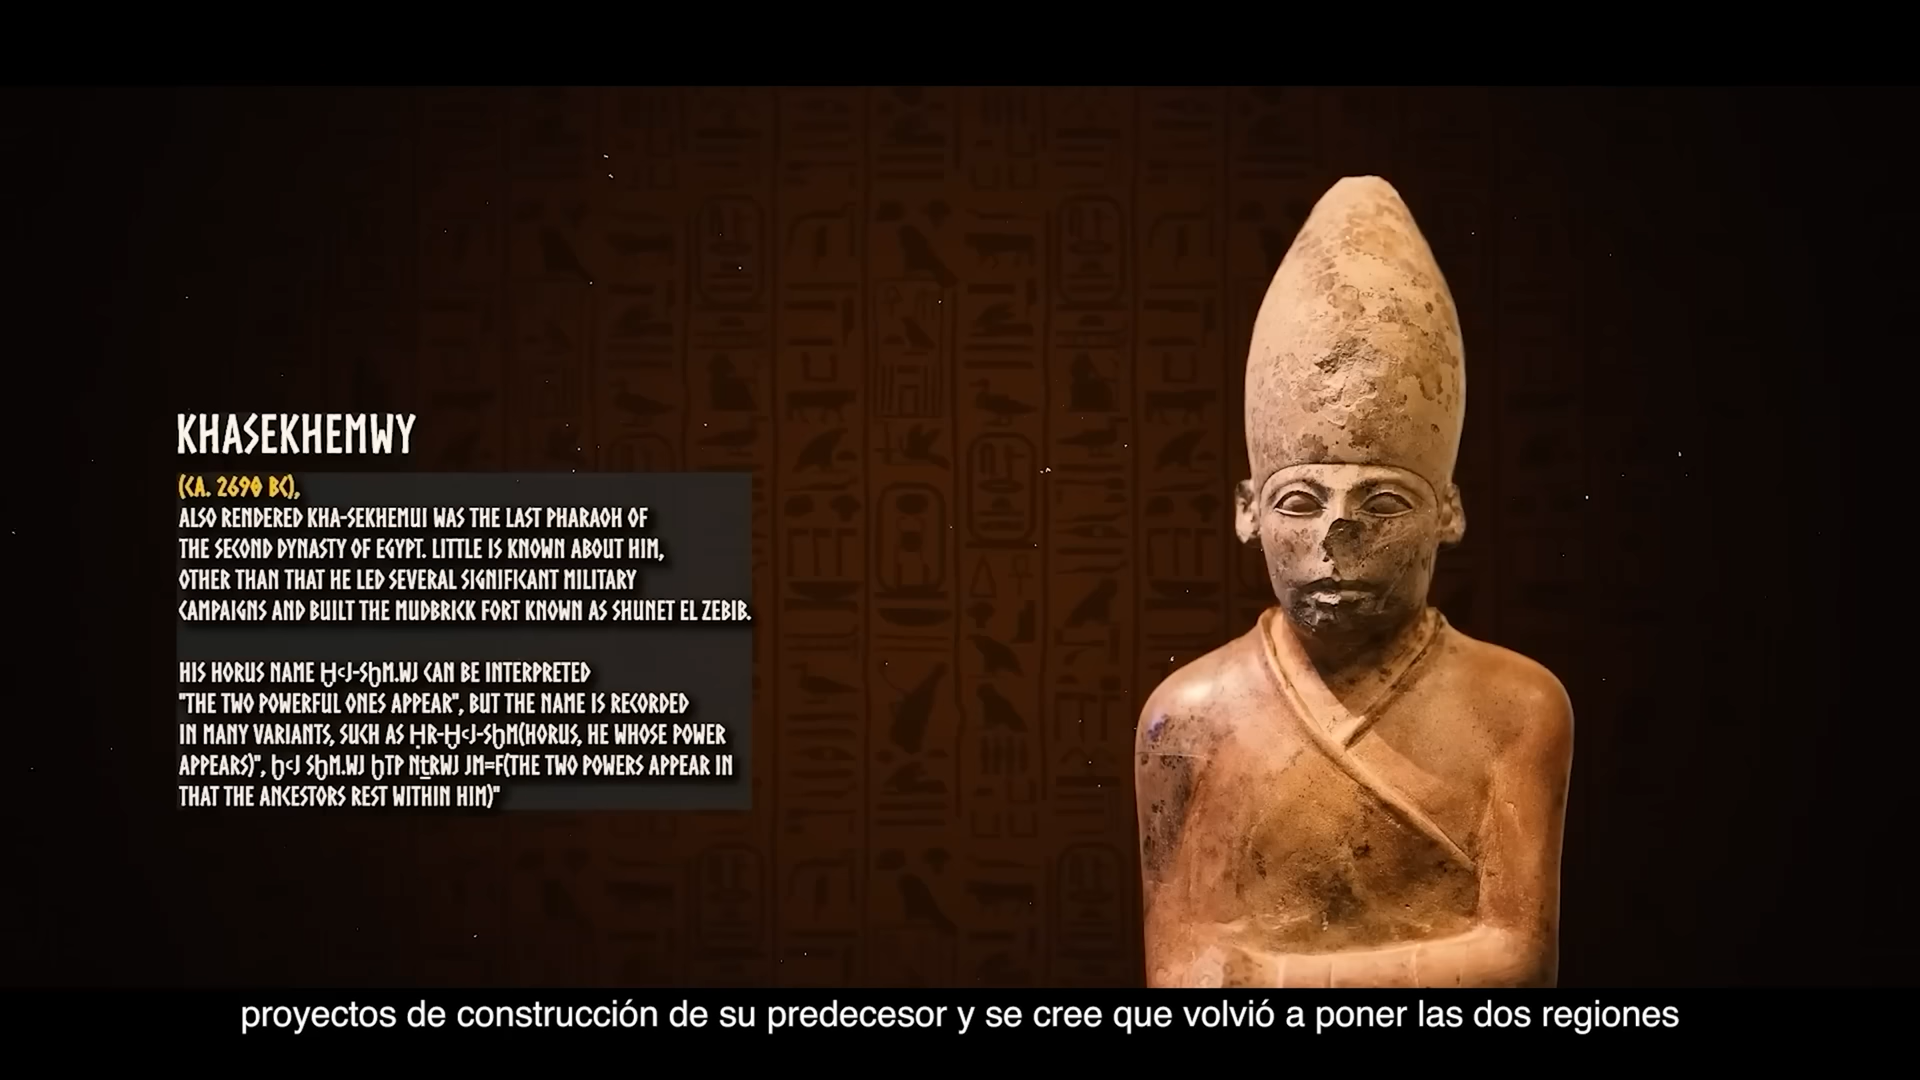 KHASEKHEMWY
(CA. 2690 BC),
ALSO RENDERED KHA-SEKHEMUI WAS THE LAST PHARAOH OF
THE SECOND DYNASTY OF EGYPT. LITTLE IS KNOWN ABOUT HIM,
OTHER THAN THAT HE LED SEVERAL SIGNIFICANT MILITARY
CAMPAIGNS AND BUILT THE MUDBRICK FORT KNOWN AS SHUNET EL ZEBIB.
HIS HORUS NAME ḪꜤJ-SḫM.WJ CAN BE INTERPRETED
"THE TWO POWERFUL ONES APPEAR", BUT THE NAME IS RECORDED
IN MANY VARIANTS, SUCH AS ḤR-ḪꜤJ-SḫM(HORUS, HE WHOSE POWER
APPEARS)", ḫꜤJ SḫM.WJ ḫTP NṯRWJ JM=F(THE TWO POWERS APPEAR IN
THAT THE ANCESTORS REST WITHIN HIM)"
proyectos de construcción de su predecesor y se cree que volvió a poner las dos regiones